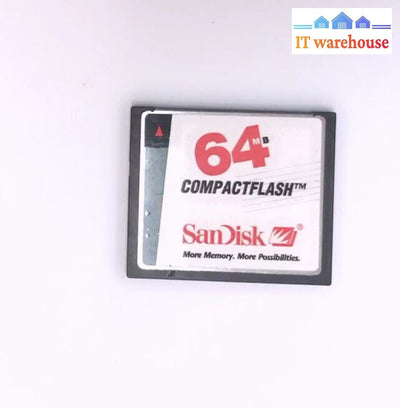 IT warehouse
64MB
COMPACTFLASH™
SanDisk®
More Memory. More Possibilities.